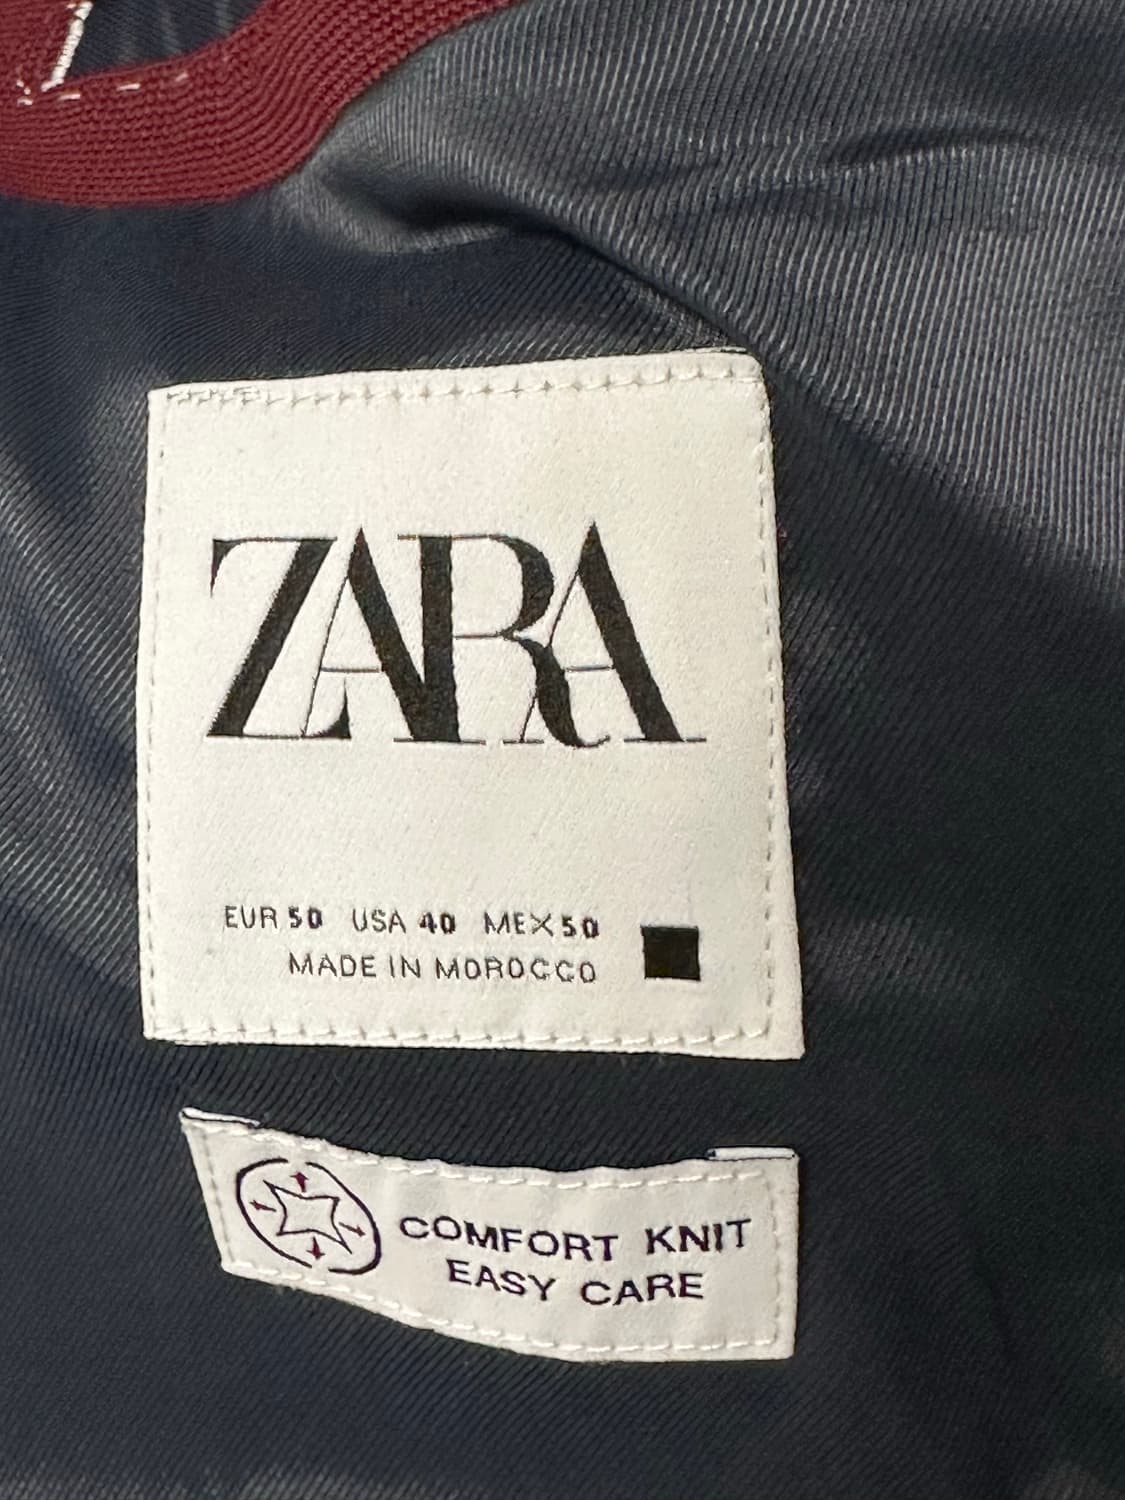 ZARA
EUR 50 USA 40 MEX 50
MADE IN MOROCCO
COMFORT KNIT
EASY CARE